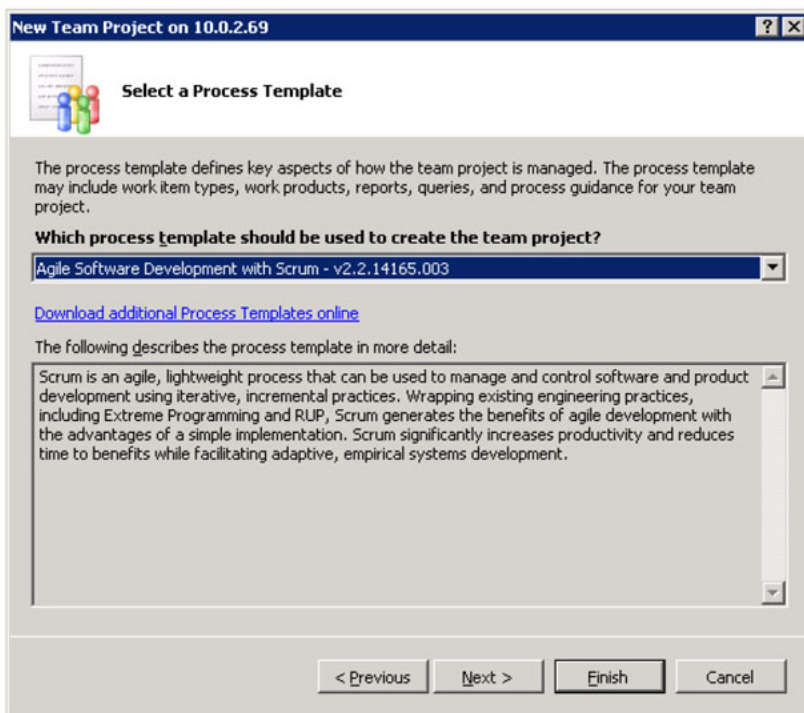 New Team Project on 10.0.2.69
Select a Process Template
The process template defines key aspects of how the team project is managed. The process template
may include work item types, work products, reports, queries, and process guidance for your team
project.
Which process template should be used to create the team project?
Agile Software Development with Scrum - v2.2.14165.003
Download additional Process Templates online
The following describes the process template in more detail:
Scrum is an agile, lightweight process that can be used to manage and control software and product
development using iterative, incremental practices. Wrapping existing engineering practices,
including Extreme Programming and RUP, Scrum generates the benefits of agile development with
the advantages of a simple implementation. Scrum significantly increases productivity and reduces
time to benefits while facilitating adaptive, empirical systems development.
< Previous Next > Finish Cancel